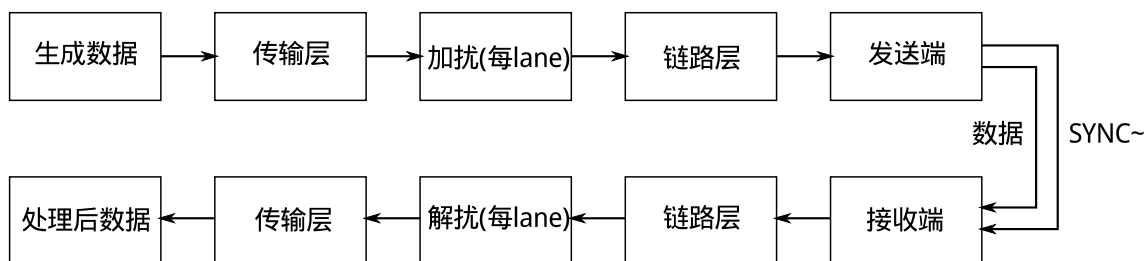 生成数据
传输层
加扰(每lane)
链路层
发送端
数据
SYNC~
处理后数据
传输层
解扰(每lane)
链路层
接收端